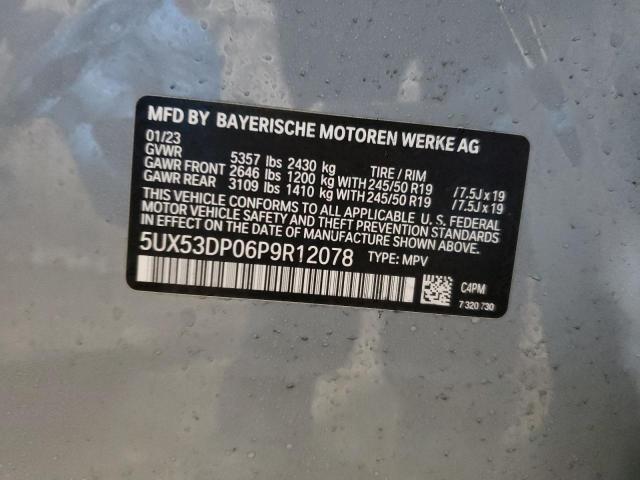 MFD BY BAYERISCHE MOTOREN WERKE AG
01/23
GVWR 5357 lbs 2430 kg TIRE / RIM
GAWR FRONT 2646 lbs 1200 kg WITH 245/50 R19 /7.5J x 19
GAWR REAR 3109 lbs 1410 kg WITH 245/50 R19 /7.5J x 19
THIS VEHICLE CONFORMS TO ALL APPLICABLE U. S. FEDERAL
MOTOR VEHICLE SAFETY AND THEFT PREVENTION STANDARDS
IN EFFECT ON THE DATE OF MANUFACTURE SHOWN ABOVE.
5UX53DP06P9R12078 TYPE: MPV
C4PM
7 320 730